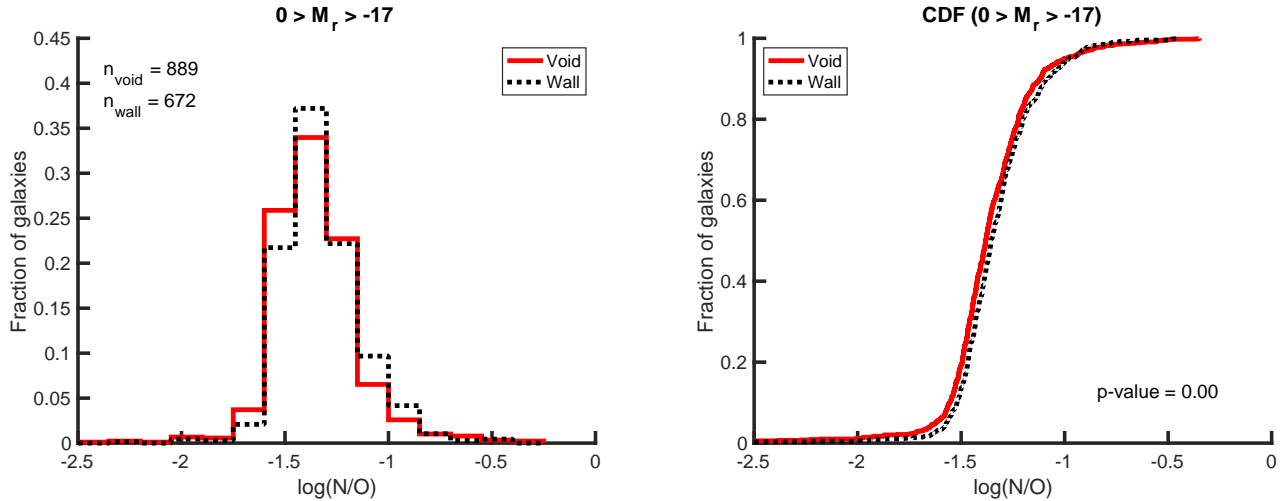 0 > M_r > -17
0.45
0.4
0.35
0.3
0.25
0.2
0.15
0.1
0.05
0
Fraction of galaxies
n_void = 889
n_wall = 672
Void
Wall
-2.5 -2 -1.5 -1 -0.5 0
log(N/O)
CDF (0 > M_r > -17)
1
0.8
0.6
0.4
0.2
0
Fraction of galaxies
Void
Wall
p-value = 0.00
-2.5 -2 -1.5 -1 -0.5 0
log(N/O)